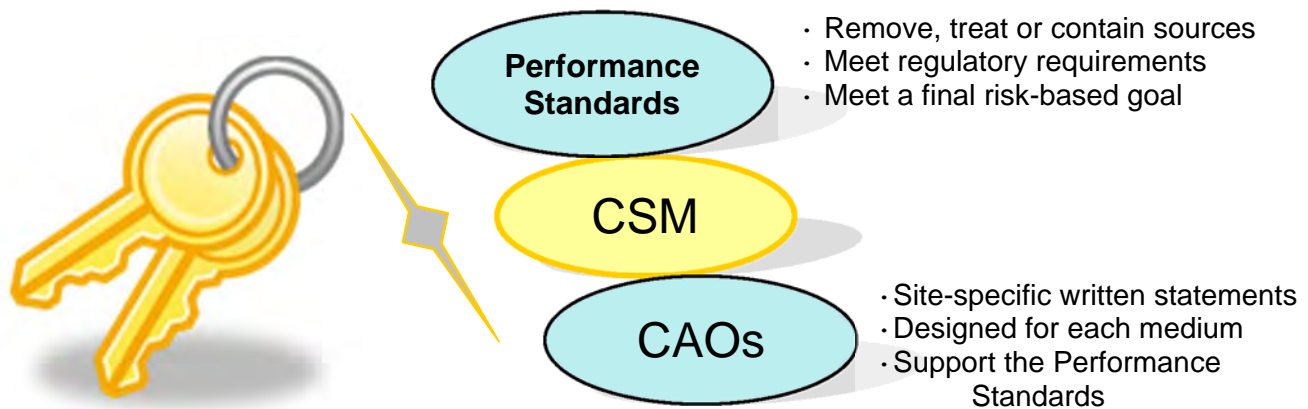 Performance
Standards
· Remove, treat or contain sources
· Meet regulatory requirements
· Meet a final risk-based goal
CSM
CAOs
· Site-specific written statements
· Designed for each medium
· Support the Performance
Standards